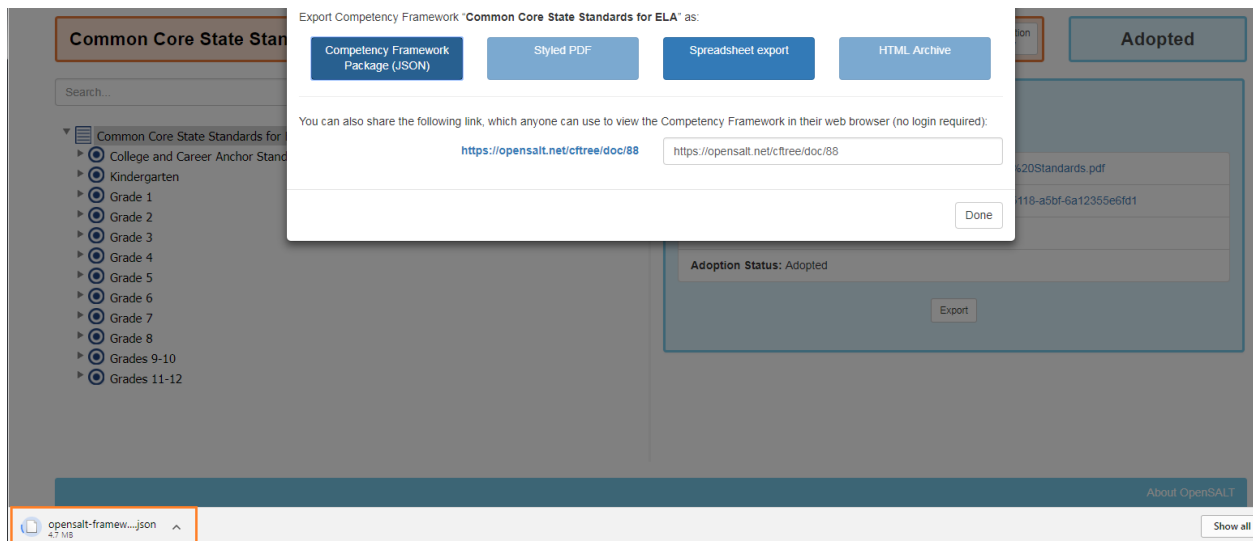 Export Competency Framework "Common Core State Standards for ELA" as:
Common Core State Stan
Competency Framework
Package (JSON)
Styled PDF
Spreadsheet export
HTML Archive
Adopted
Search...
You can also share the following link, which anyone can use to view the Competency Framework in their web browser (no login required):
https://opensalt.net/cftree/doc/88
https://opensalt.net/cftree/doc/88
Done
Common Core State Standards for
College and Career Anchor Stand
Kindergarten
Grade 1
Grade 2
Grade 3
Grade 4
Grade 5
Grade 6
Grade 7
Grade 8
Grades 9-10
Grades 11-12
%20Standards.pdf
118-a5bf-6a12355e6fd1
Adoption Status: Adopted
Export
About OpenSALT
opensalt-framew....json
4.7 MB
Show all